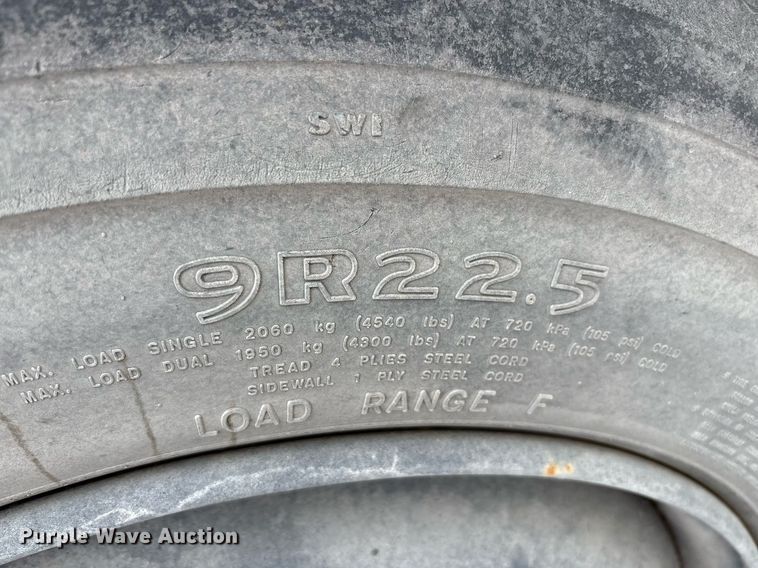 SWI
9R22.5
MAX. LOAD SINGLE 2060 kg (4540 lbs) AT 720 kPa (105 psi) COLD
MAX. LOAD DUAL 1950 kg (4300 lbs) AT 720 kPa (105 psi) COLD
TREAD 4 PLIES STEEL CORD
SIDEWALL 1 PLY STEEL CORD
LOAD RANGE F
Purple Wave Auction